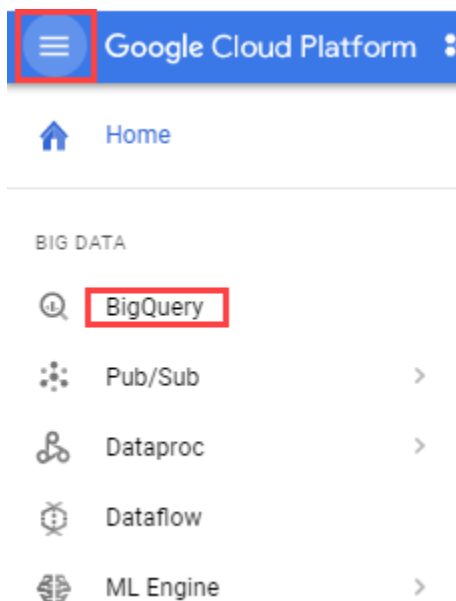 Google Cloud Platform
Home
BIG DATA
BigQuery
Pub/Sub
Dataproc
Dataflow
ML Engine